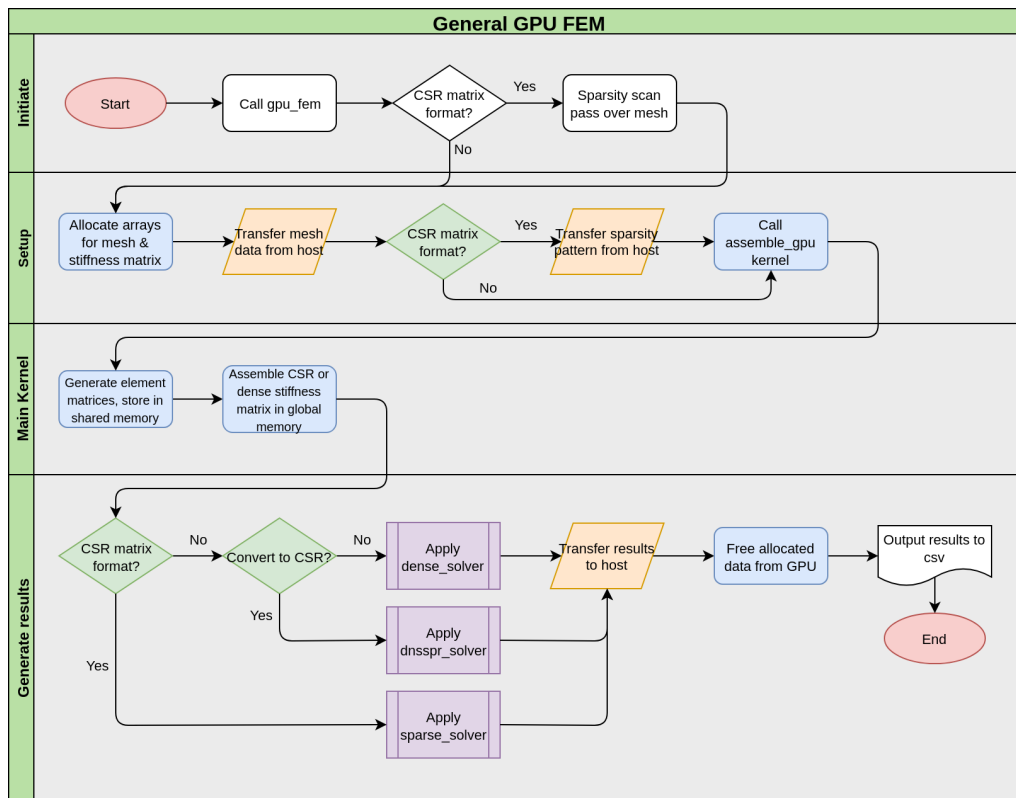 General GPU FEM
Initiate
Start
Call gpu_fem
CSR matrix
format?
Yes
Sparsity scan
pass over mesh
No
Setup
Allocate arrays
for mesh &
stiffness matrix
Transfer mesh
data from host
CSR matrix
format?
Yes
Transfer sparsity
pattern from host
Call
assemble_gpu
kernel
No
Main Kernel
Generate element
matrices, store in
shared memory
Assemble CSR or
dense stiffness
matrix in global
memory
Generate results
CSR matrix
format?
No
Convert to CSR?
No
Apply
dense_solver
Transfer results
to host
Free allocated
data from GPU
Output results to
csv
Yes
Apply
dnsspr_solver
End
Yes
Apply
sparse_solver